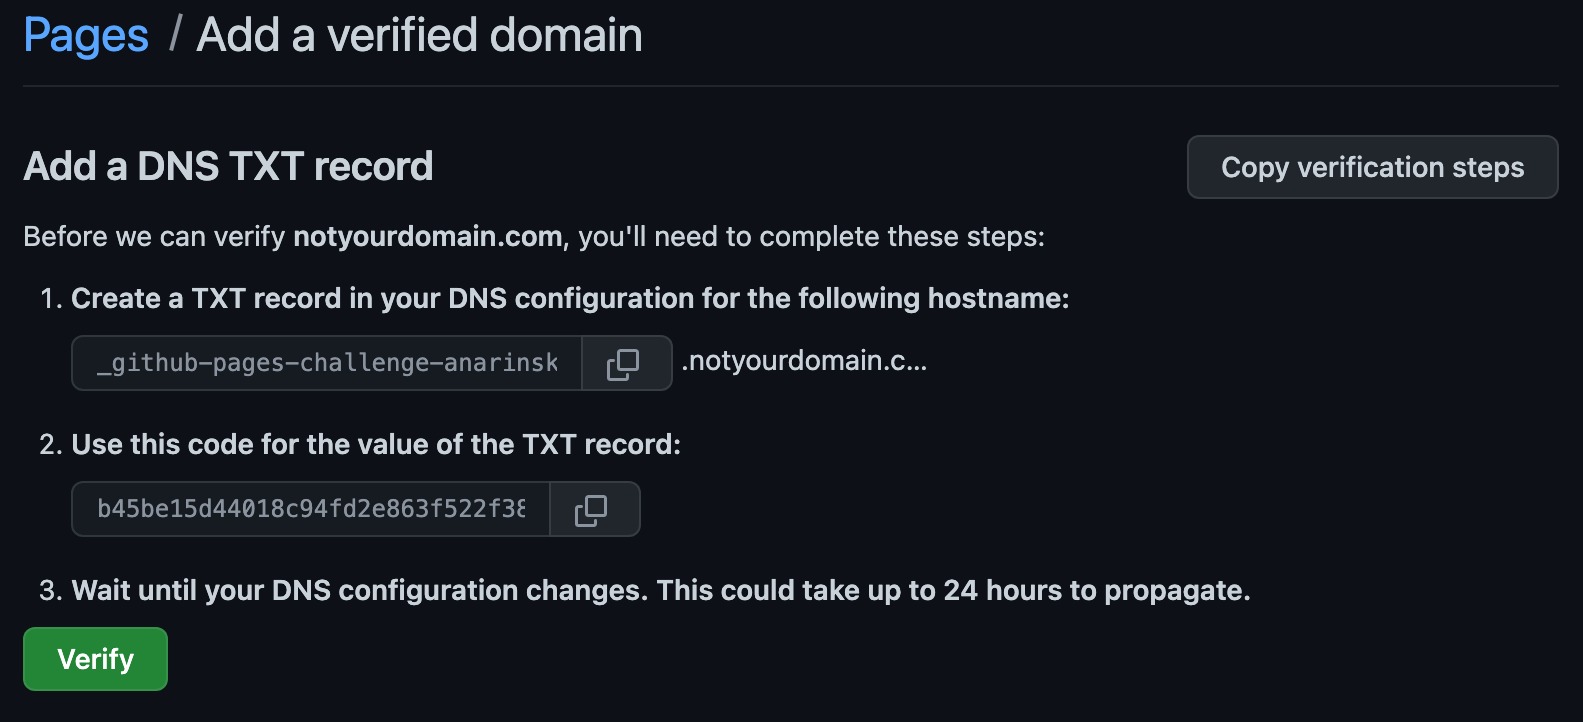 Pages / Add a verified domain
Add a DNS TXT record
Copy verification steps
Before we can verify notyourdomain.com, you'll need to complete these steps:
1. Create a TXT record in your DNS configuration for the following hostname:
_github-pages-challenge-anarinsk .notyourdomain.c...
2. Use this code for the value of the TXT record:
b45be15d44018c94fd2e863f522f38
3. Wait until your DNS configuration changes. This could take up to 24 hours to propagate.
Verify